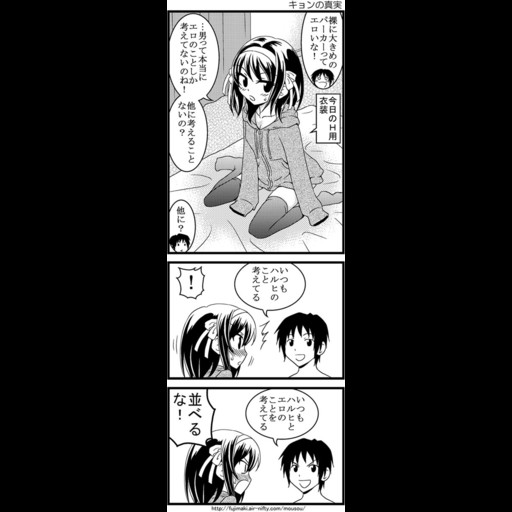 キョンの真実
裸に大きめの
パーカーって
エロいな！
今日のH用
衣装
…男って本当に
エロのことしか
考えてないのね！
他に考えること
ないの？
他に？
いつも
ハルヒの
こと
考えてる
！
いつも
ハルヒと
エロの
ことを
考えてる
並べる
な！
http://fujimaki.air-nifty.com/mousou/